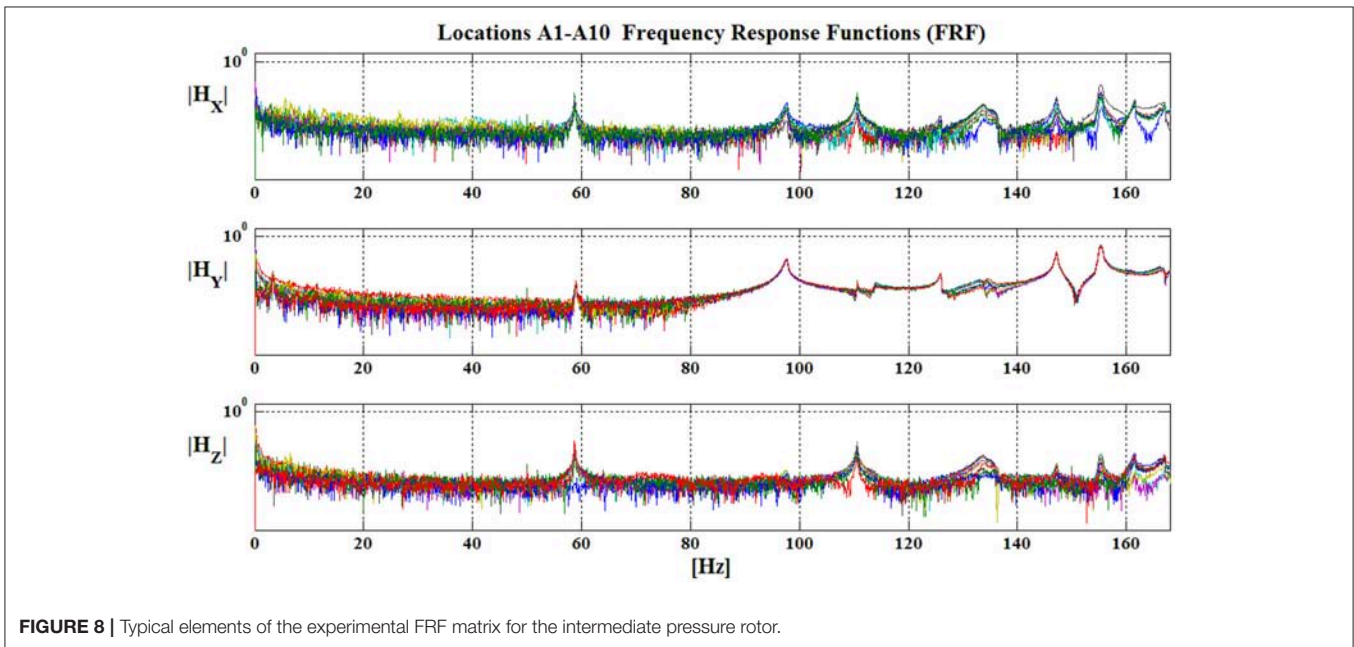 Locations A1-A10 Frequency Response Functions (FRF)
10^0
|H_X|
0 20 40 60 80 100 120 140 160
10^0
|H_Y|
0 20 40 60 80 100 120 140 160
10^0
|H_Z|
0 20 40 60 80 100 120 140 160
[Hz]
FIGURE 8 | Typical elements of the experimental FRF matrix for the intermediate pressure rotor.